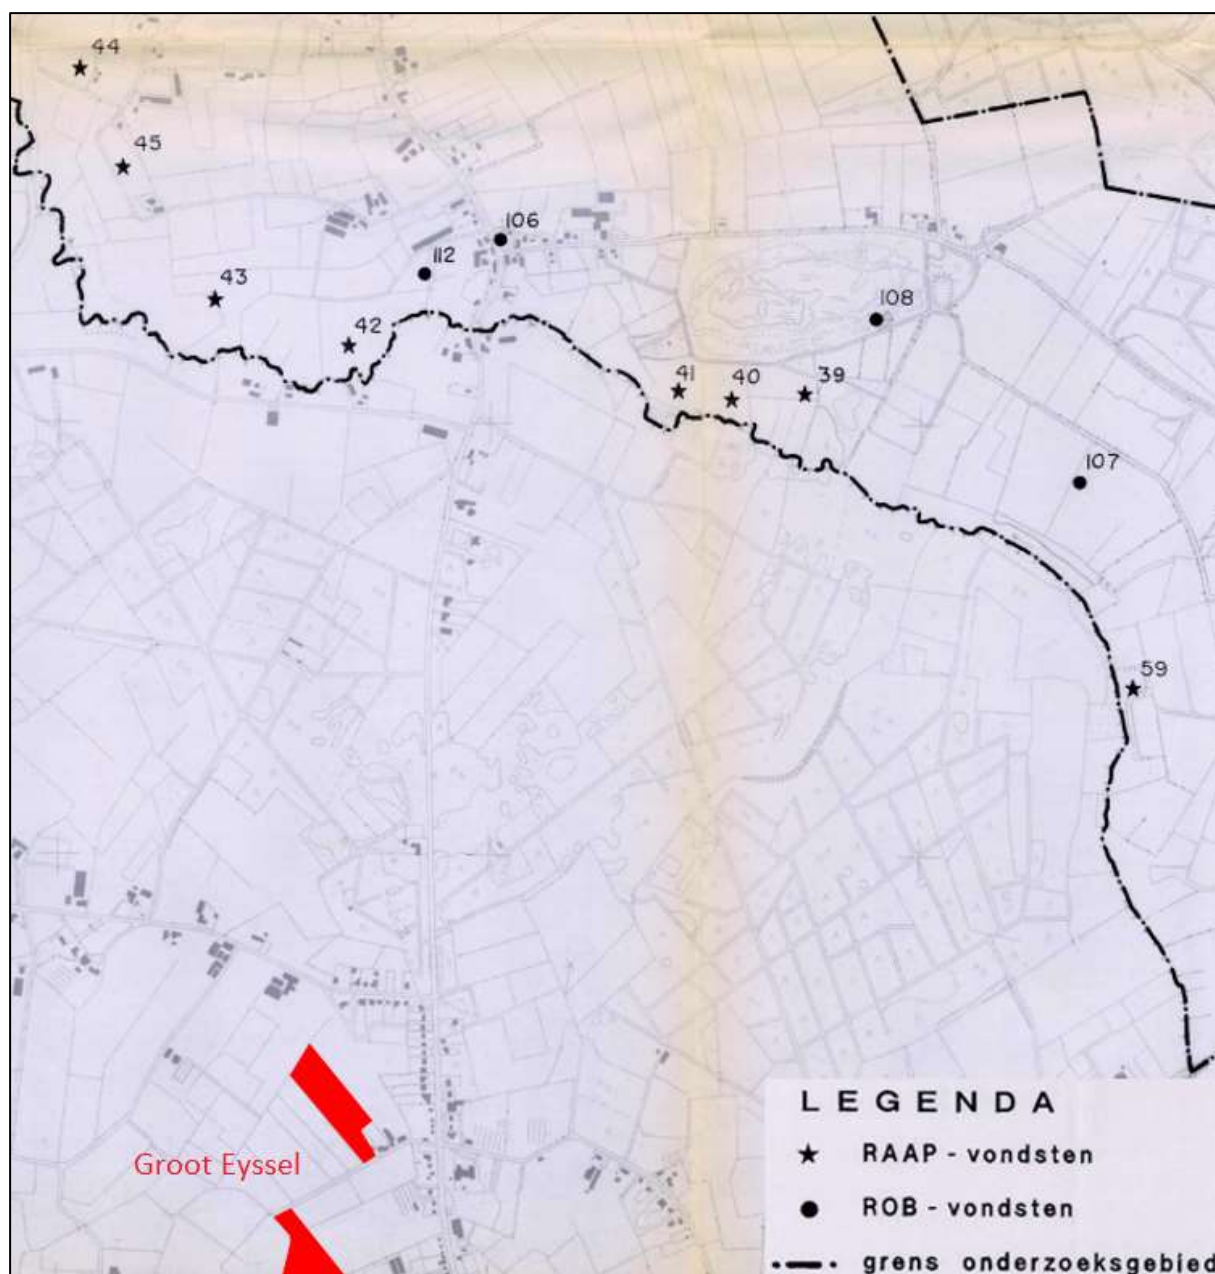 44
45
106
112
43
108
42
41
40
39
107
59
Groot Eyssel
LEGENDA
RAAP - vondsten
ROB - vondsten
grens onderzoeksgebied